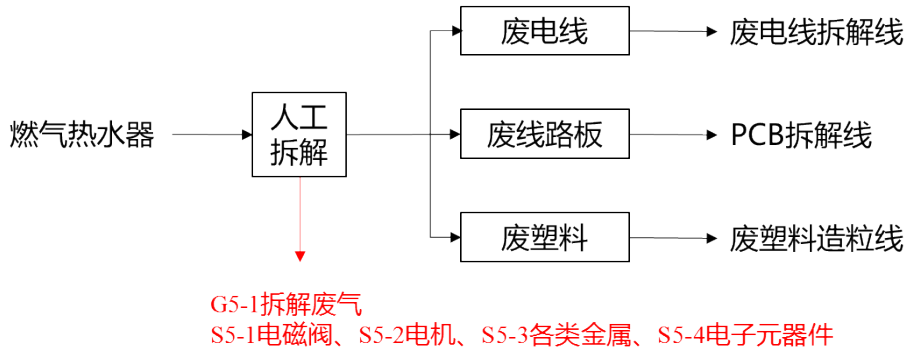 废电线
废电线拆解线
燃气热水器
人工
拆解
废线路板
PCB拆解线
废塑料
废塑料造粒线
G5-1拆解废气
S5-1电磁阀、S5-2电机、S5-3各类金属、S5-4电子元器件